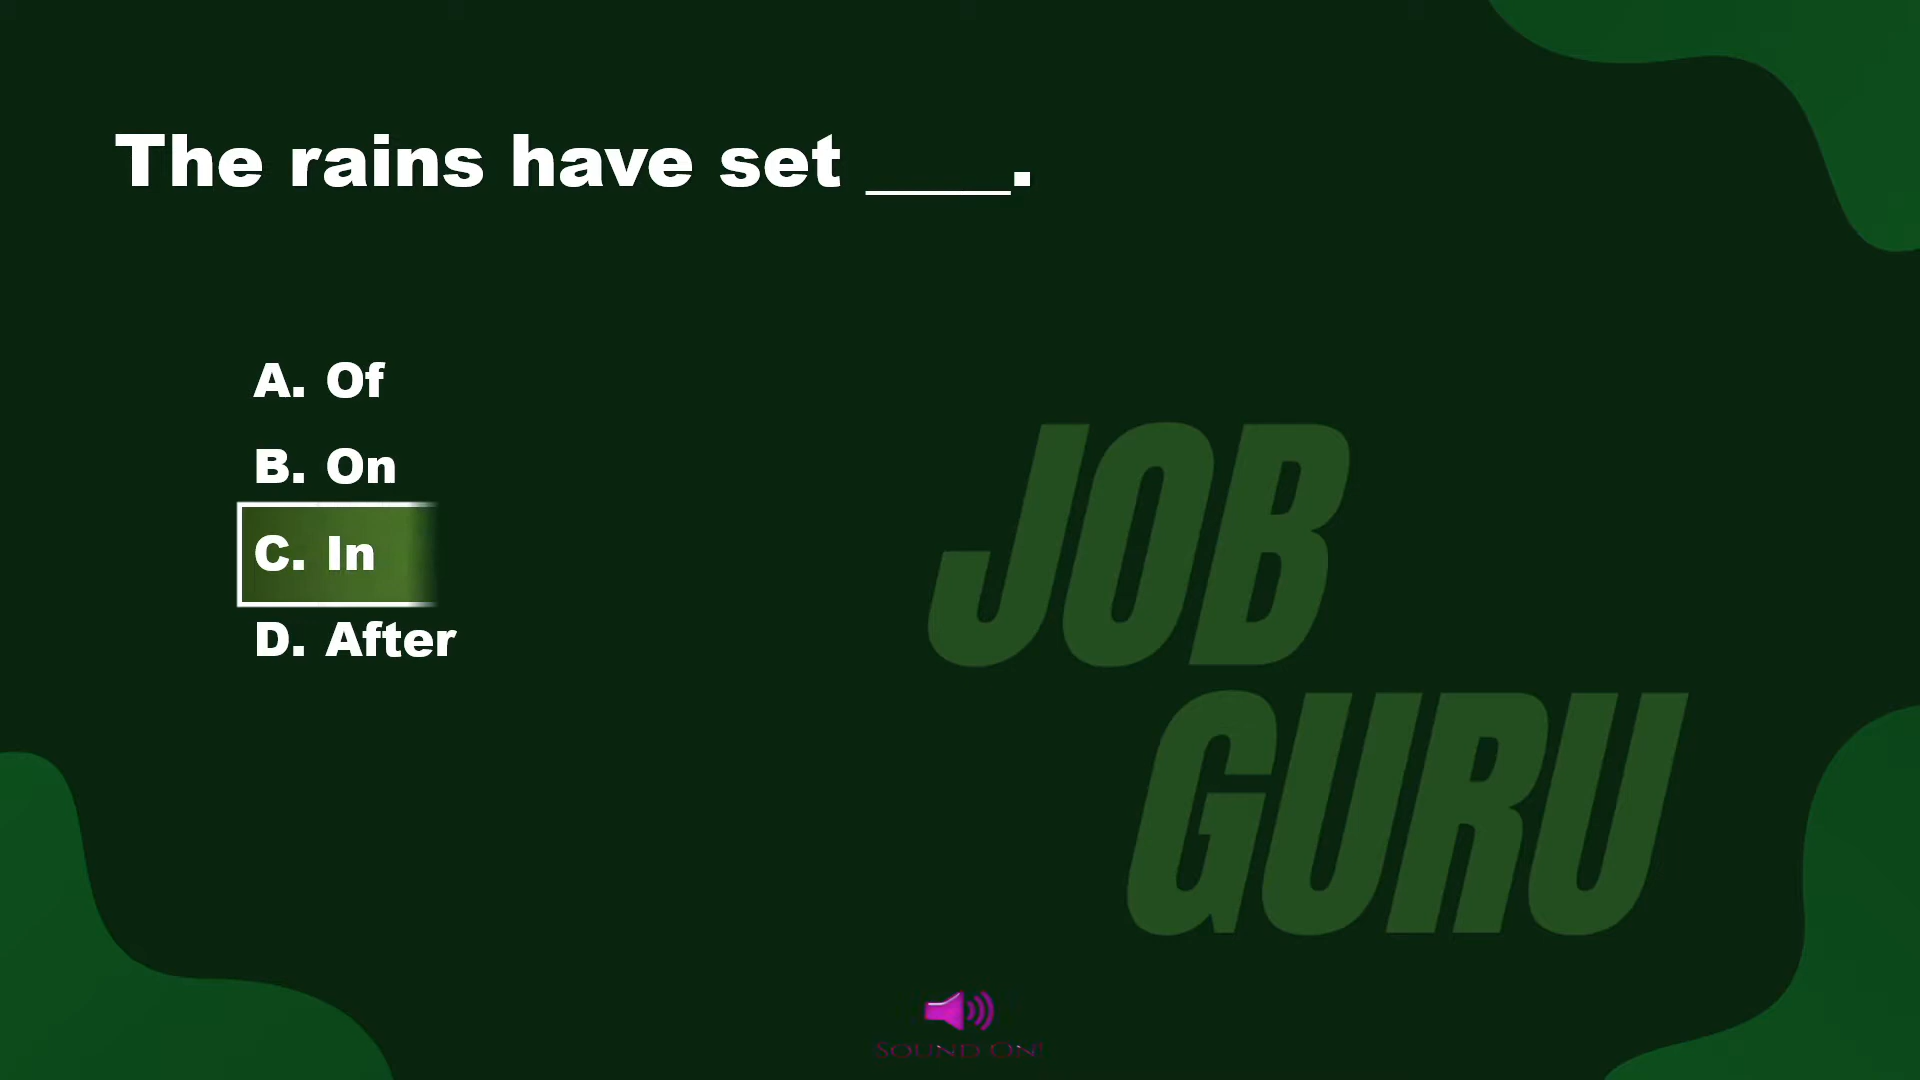 The rains have set ____.
A. Of
B. On
C. In
D. After
JOB
GURU
SOUND ON!